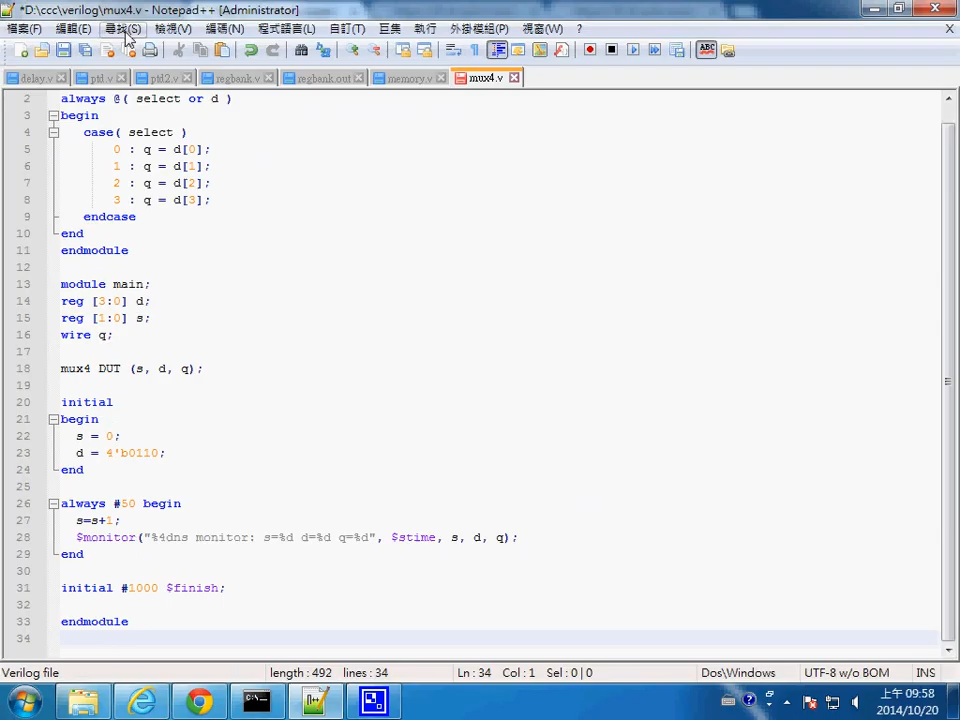 *D:\ccc\verilog\mux4.v - Notepad++ [Administrator]
檔案(F) 編輯(E) 尋找(S) 檢視(V) 編碼(N) 程式語言(L) 自訂(T) 巨集 執行 外掛模組(P) 視窗(W) ? X
delay.v ptd.v ptd2.v regbank.v regbank.out memory.v mux4.v
2 always @( select or d )
3 begin
4 case( select )
5 0 : q = d[0];
6 1 : q = d[1];
7 2 : q = d[2];
8 3 : q = d[3];
9 endcase
10 end
11 endmodule
12
13 module main;
14 reg [3:0] d;
15 reg [1:0] s;
16 wire q;
17
18 mux4 DUT (s, d, q);
19
20 initial
21 begin
22 s = 0;
23 d = 4'b0110;
24 end
25
26 always #50 begin
27 s=s+1;
28 $monitor("%4dns monitor: s=%d d=%d q=%d", $stime, s, d, q);
29 end
30
31 initial #1000 $finish;
32
33 endmodule
34
Verilog file length : 492 lines : 34 Ln : 34 Col : 1 Sel : 0 | 0 Dos\Windows UTF-8 w/o BOM INS
上午 09:58
2014/10/20